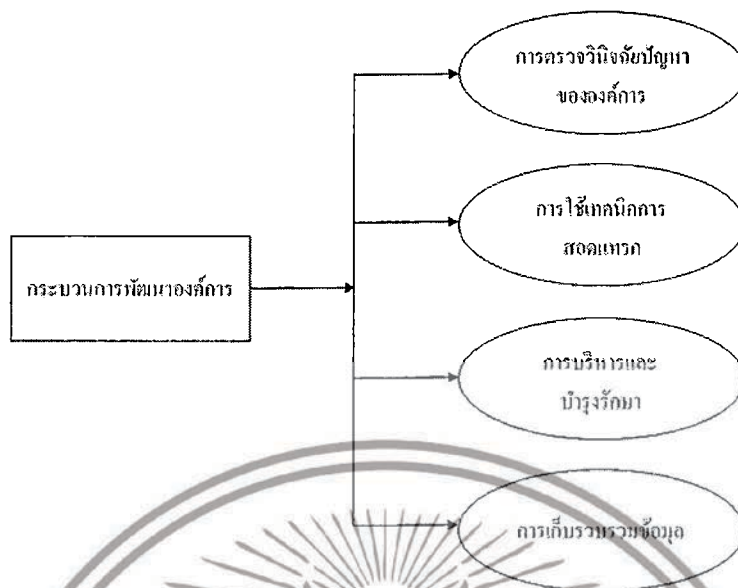 การตรวจวินิจฉัยปัญหา
ขององค์การ
การใช้เทคนิคการ
สอดแทรก
กระบวนการพัฒนาองค์การ
การบริหารและ
บำรุงรักษา
การเก็บรวบรวมข้อมูล